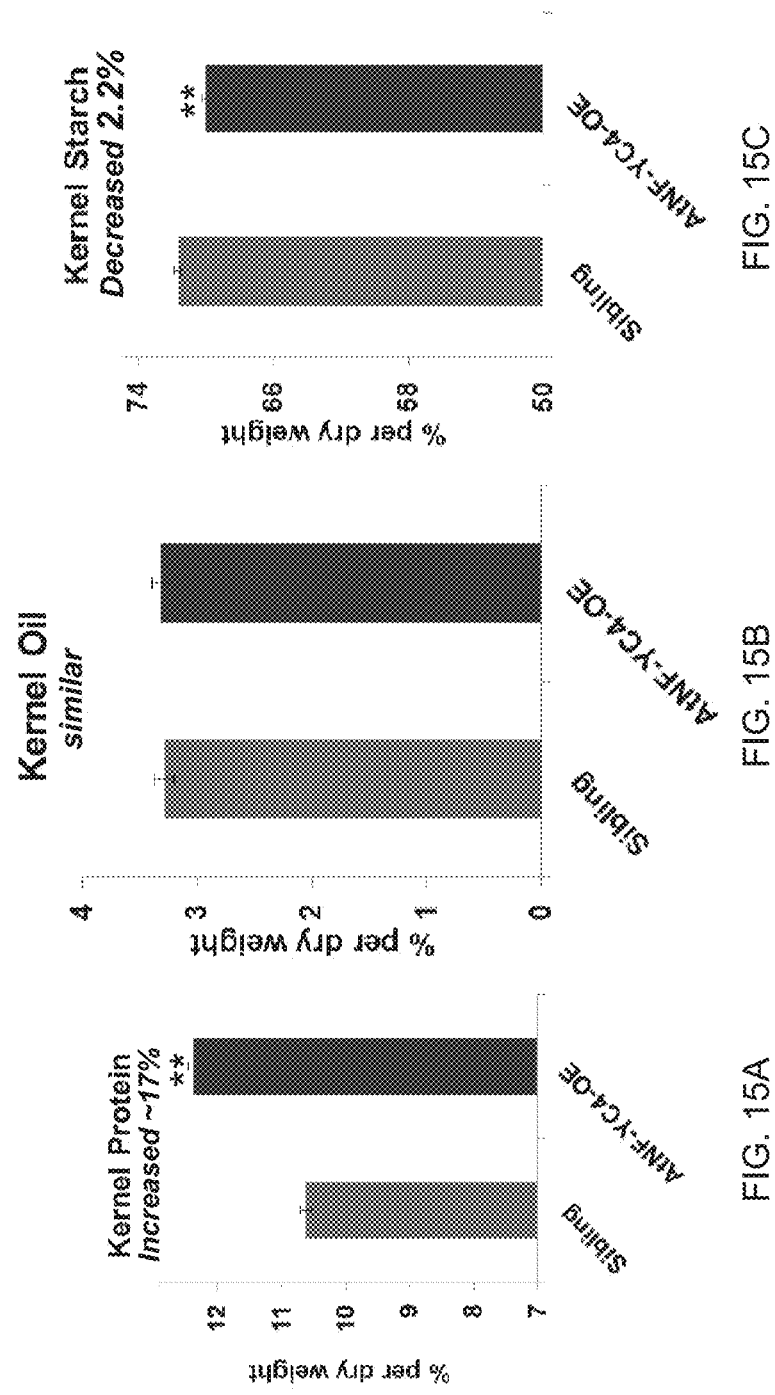 Kernel Protein
Increased ~17%
**
% per dry weight
12
11
10
9
8
7
Sibling
AtNF-YC4-OE
FIG. 15A
Kernel Oil
similar
% per dry weight
4
3
2
1
0
Sibling
AtNF-YC4-OE
FIG. 15B
Kernel Starch
Decreased 2.2%
**
% per dry weight
74
66
58
50
Sibling
AtNF-YC4-OE
FIG. 15C